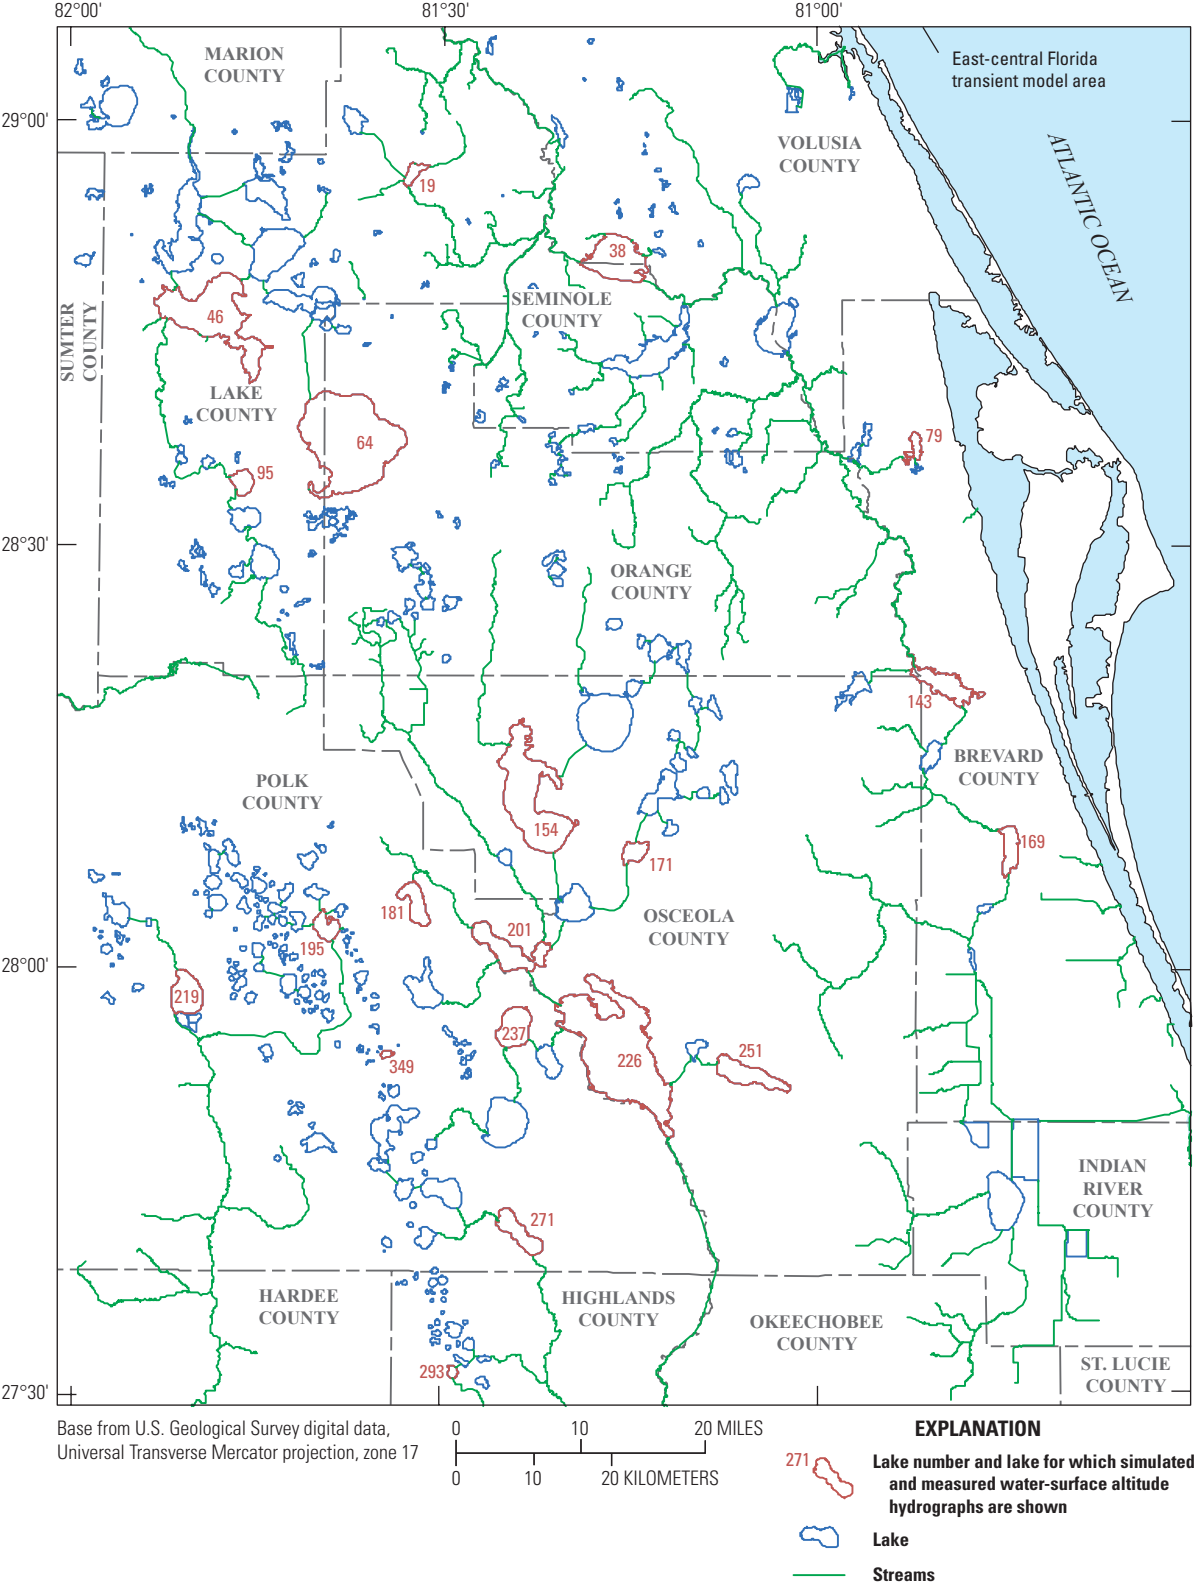 82°00'
81°30'
81°00'
MARION
COUNTY
East-central Florida
transient model area
29°00'
VOLUSIA
COUNTY
ATLANTIC OCEAN
19
38
SUMTER
COUNTY
46
SEMINOLE
COUNTY
LAKE
COUNTY
64
79
95
28°30'
ORANGE
COUNTY
143
BREVARD
COUNTY
POLK
COUNTY
154
171
169
181
201
OSCEOLA
COUNTY
195
28°00'
219
237
226
251
349
INDIAN
RIVER
COUNTY
271
HARDEE
COUNTY
HIGHLANDS
COUNTY
OKEECHOBEE
COUNTY
293
ST. LUCIE
COUNTY
27°30'
Base from U.S. Geological Survey digital data,
Universal Transverse Mercator projection, zone 17
0 10 20 MILES
0 10 20 KILOMETERS
EXPLANATION
271
Lake number and lake for which simulated
and measured water-surface altitude
hydrographs are shown
Lake
Streams